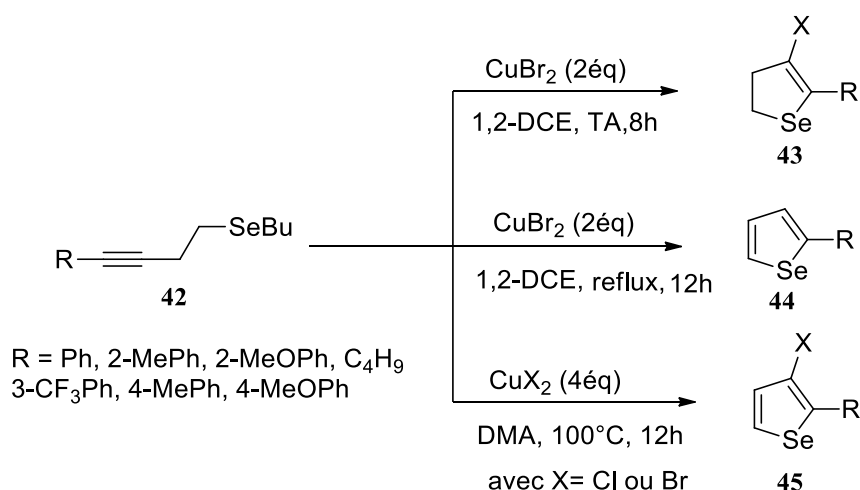 X
CuBr2 (2éq)
R
1,2-DCE, TA,8h
Se
43
SeBu
CuBr2 (2éq)
R
R
Se
42
1,2-DCE, reflux, 12h
44
R = Ph, 2-MePh, 2-MeOPh, C4H9
3-CF3Ph, 4-MePh, 4-MeOPh
X
CuX2 (4éq)
R
DMA, 100°C, 12h
Se
avec X= Cl ou Br
45